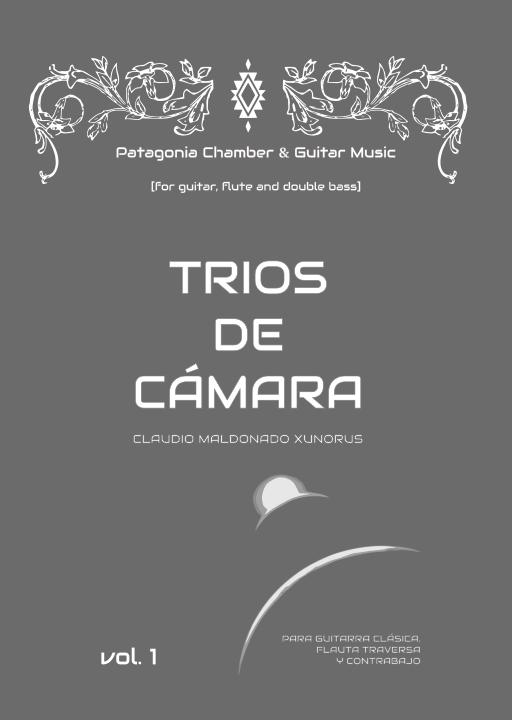 Patagonia Chamber & Guitar Music
[for guitar, flute and double bass]
TRIOS
DE
CÁMARA
CLAUDIO MALDONADO XUNORUS
PARA GUITARRA CLÁSICA,
FLAUTA TRAVERSA
Y CONTRABAJO
vol. 1